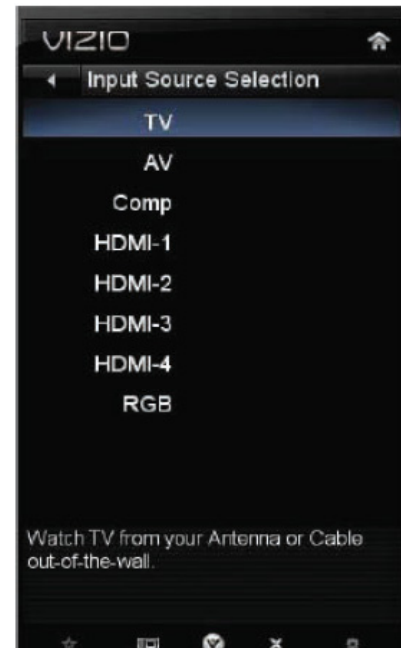 VIZIO
Input Source Selection
TV
AV
Comp
HDMI-1
HDMI-2
HDMI-3
HDMI-4
RGB
Watch TV from your Antenna or Cable
out-of-the-wall.